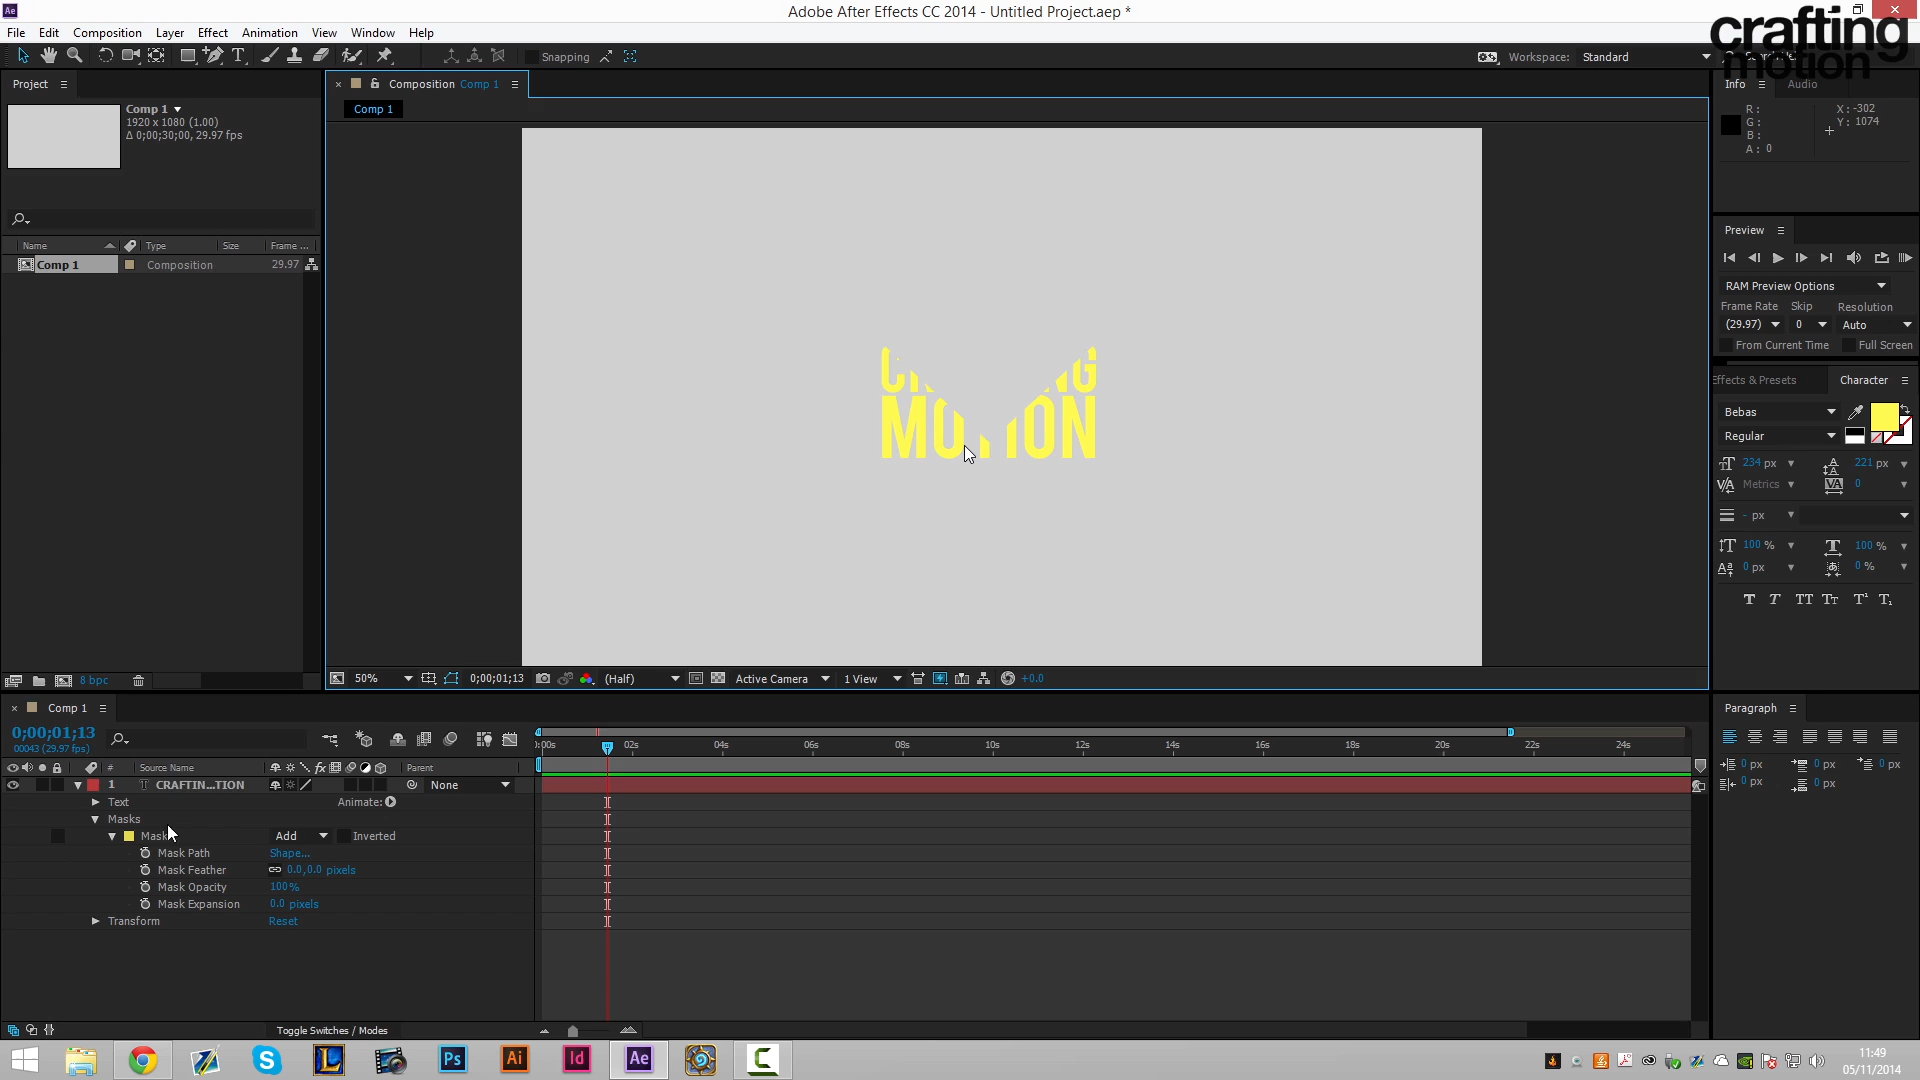 Ae
Adobe After Effects CC 2014 - Untitled Project.aep *
File Edit Composition Layer Effect Animation View Window Help
crafting
motion
Snapping
Workspace: Standard
Project
Composition Comp 1
Info Audio
Comp 1
1920 x 1080 (1.00)
Δ 0;00;30;00, 29.97 fps
Comp 1
R:
G:
B:
A: 0
X: -302
Y: 1074
Preview
RAM Preview Options
Frame Rate Skip Resolution
(29.97) 0 Auto
From Current Time Full Screen
Name Type Size Frame ...
Comp 1 Composition 29.97
MOTION
Effects & Presets Character
Bebas
Regular
234 px 221 px
Metrics 0
- px
100 % 100 %
0 px 0 %
T T TT Tt T¹ T₁
8 bpc
50% 0;00;01;13 (Half) Active Camera 1 View +0.0
Comp 1
Paragraph
0;00;01;13
00043 (29.97 fps)
:00s 02s 04s 06s 08s 10s 12s 14s 16s 18s 20s 22s 24s
# Source Name fx Parent
1 T CRAFTIN...TION None
Text Animate:
Masks
Mask Add Inverted
Mask Path Shape...
Mask Feather 0.0,0.0 pixels
Mask Opacity 100%
Mask Expansion 0.0 pixels
Transform Reset
0 px 0 px 0 px
0 px 0 px
Toggle Switches / Modes
Ps Ai Id Ae
11:49
05/11/2014